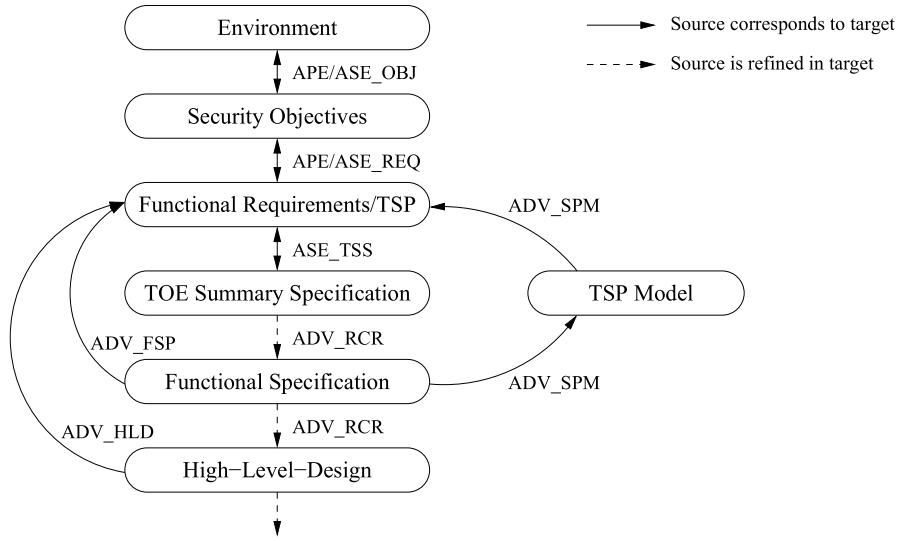 Environment
Source corresponds to target
Source is refined in target
APE/ASE_OBJ
Security Objectives
APE/ASE_REQ
Functional Requirements/TSP
ADV_SPM
ASE_TSS
TOE Summary Specification
TSP Model
ADV_FSP
ADV_RCR
Functional Specification
ADV_SPM
ADV_HLD
ADV_RCR
High−Level−Design